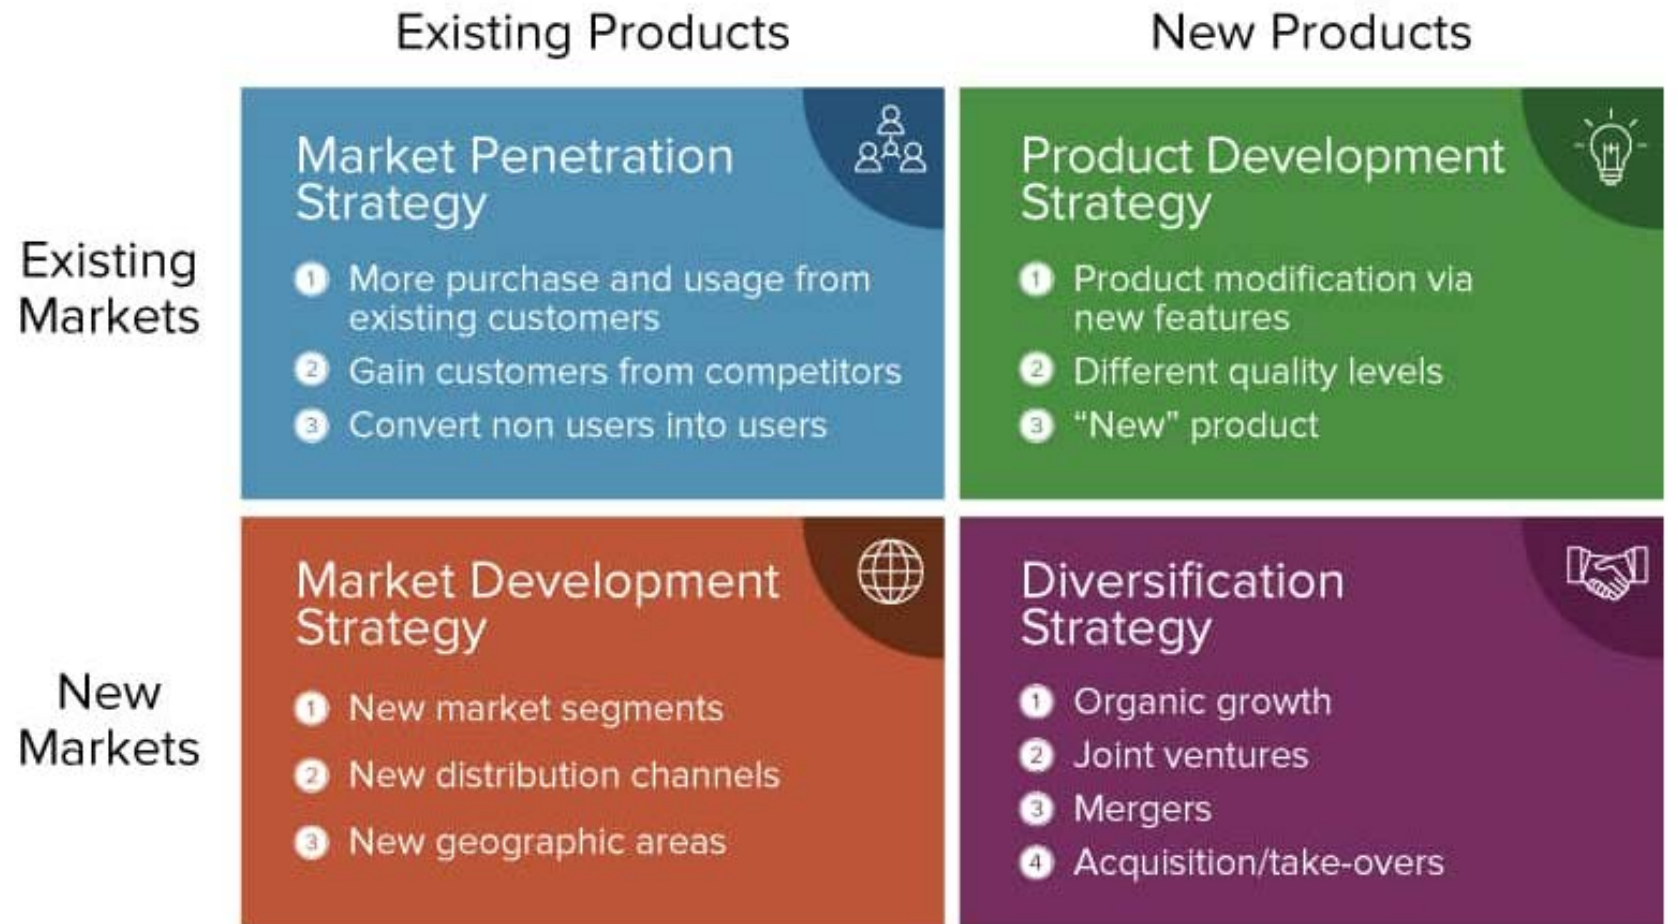 Existing Products
New Products
Existing
Markets
Market Penetration
Strategy
1 More purchase and usage from
existing customers
2 Gain customers from competitors
3 Convert non users into users
Product Development
Strategy
1 Product modification via
new features
2 Different quality levels
3 “New” product
New
Markets
Market Development
Strategy
1 New market segments
2 New distribution channels
3 New geographic areas
Diversification
Strategy
1 Organic growth
2 Joint ventures
3 Mergers
4 Acquisition/take-overs